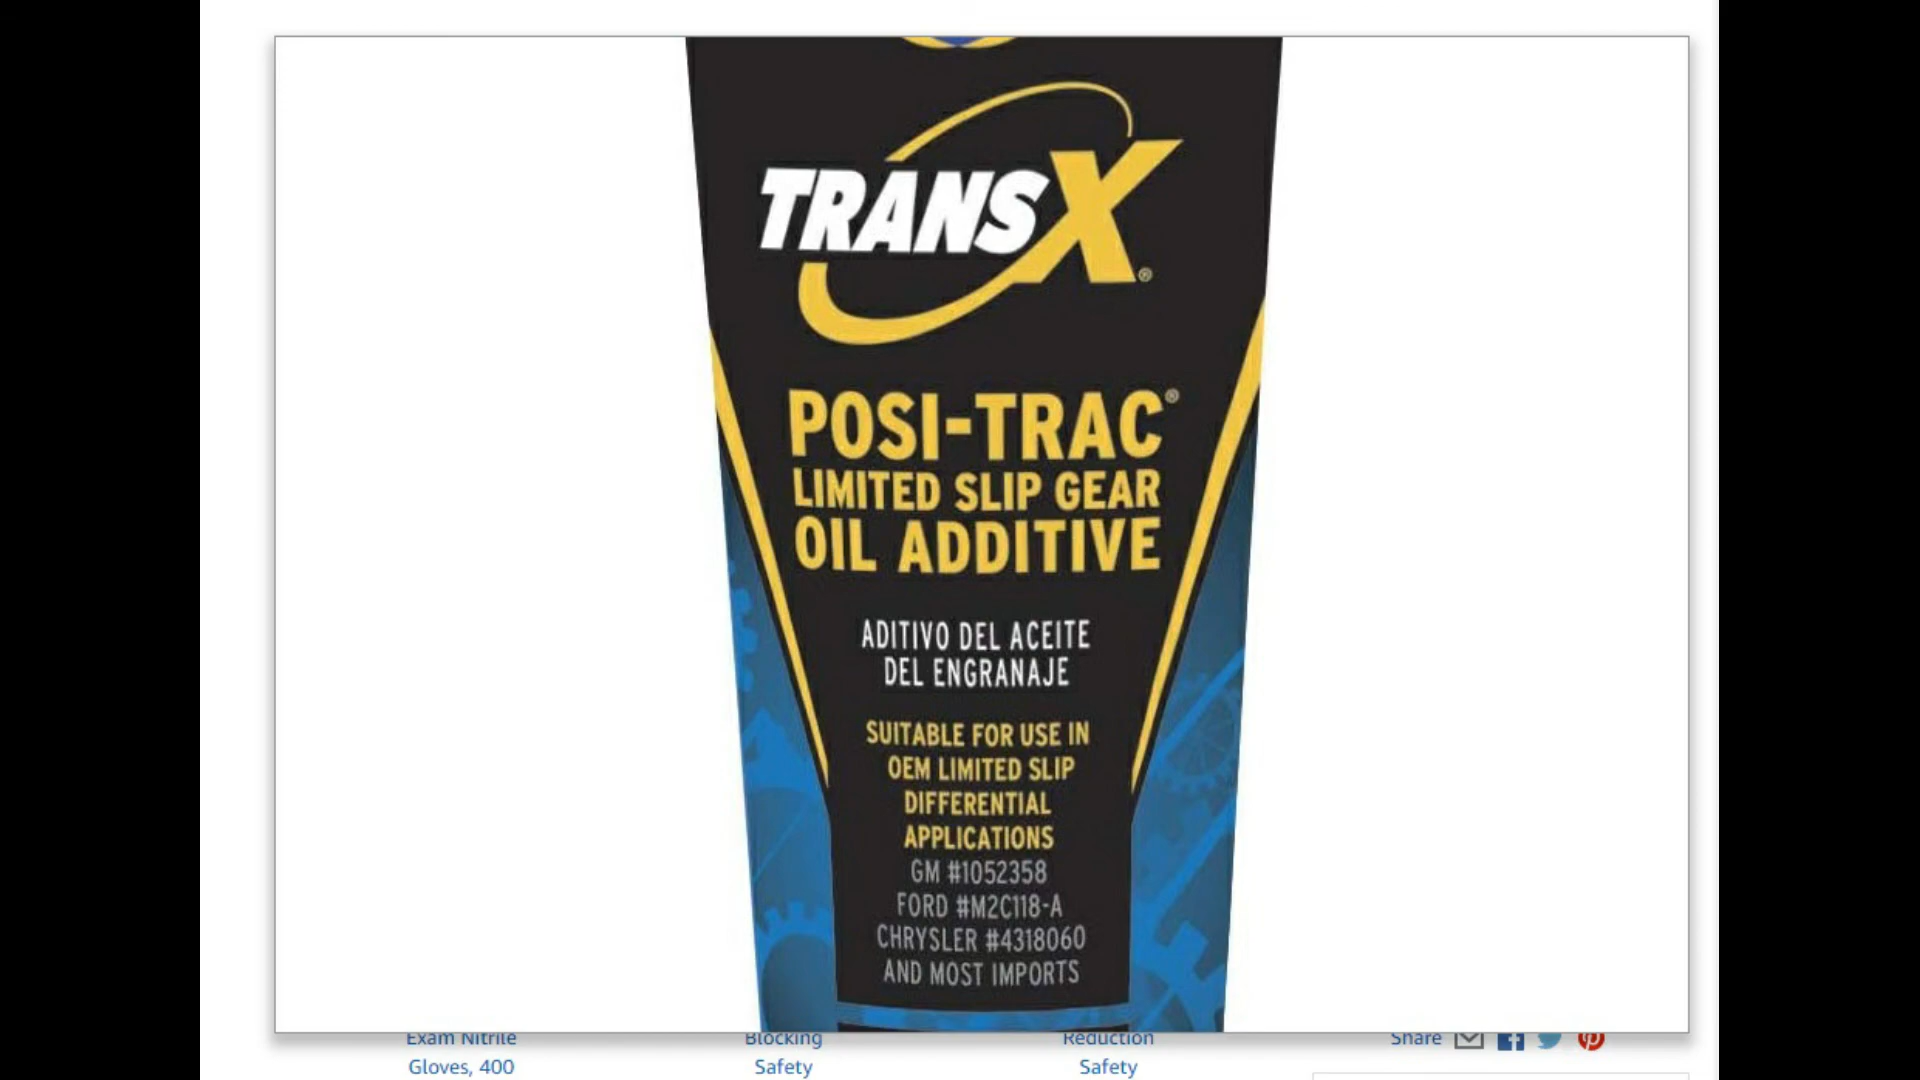 TRANSX®
POSI-TRAC®
LIMITED SLIP GEAR
OIL ADDITIVE
ADITIVO DEL ACEITE
DEL ENGRANAJE
SUITABLE FOR USE IN
OEM LIMITED SLIP
DIFFERENTIAL
APPLICATIONS
GM #1052358
FORD #M2C118-A
CHRYSLER #4318060
AND MOST IMPORTS
Exam Nitrile
Gloves, 400
Blocking
Safety
Reduction
Safety
Share